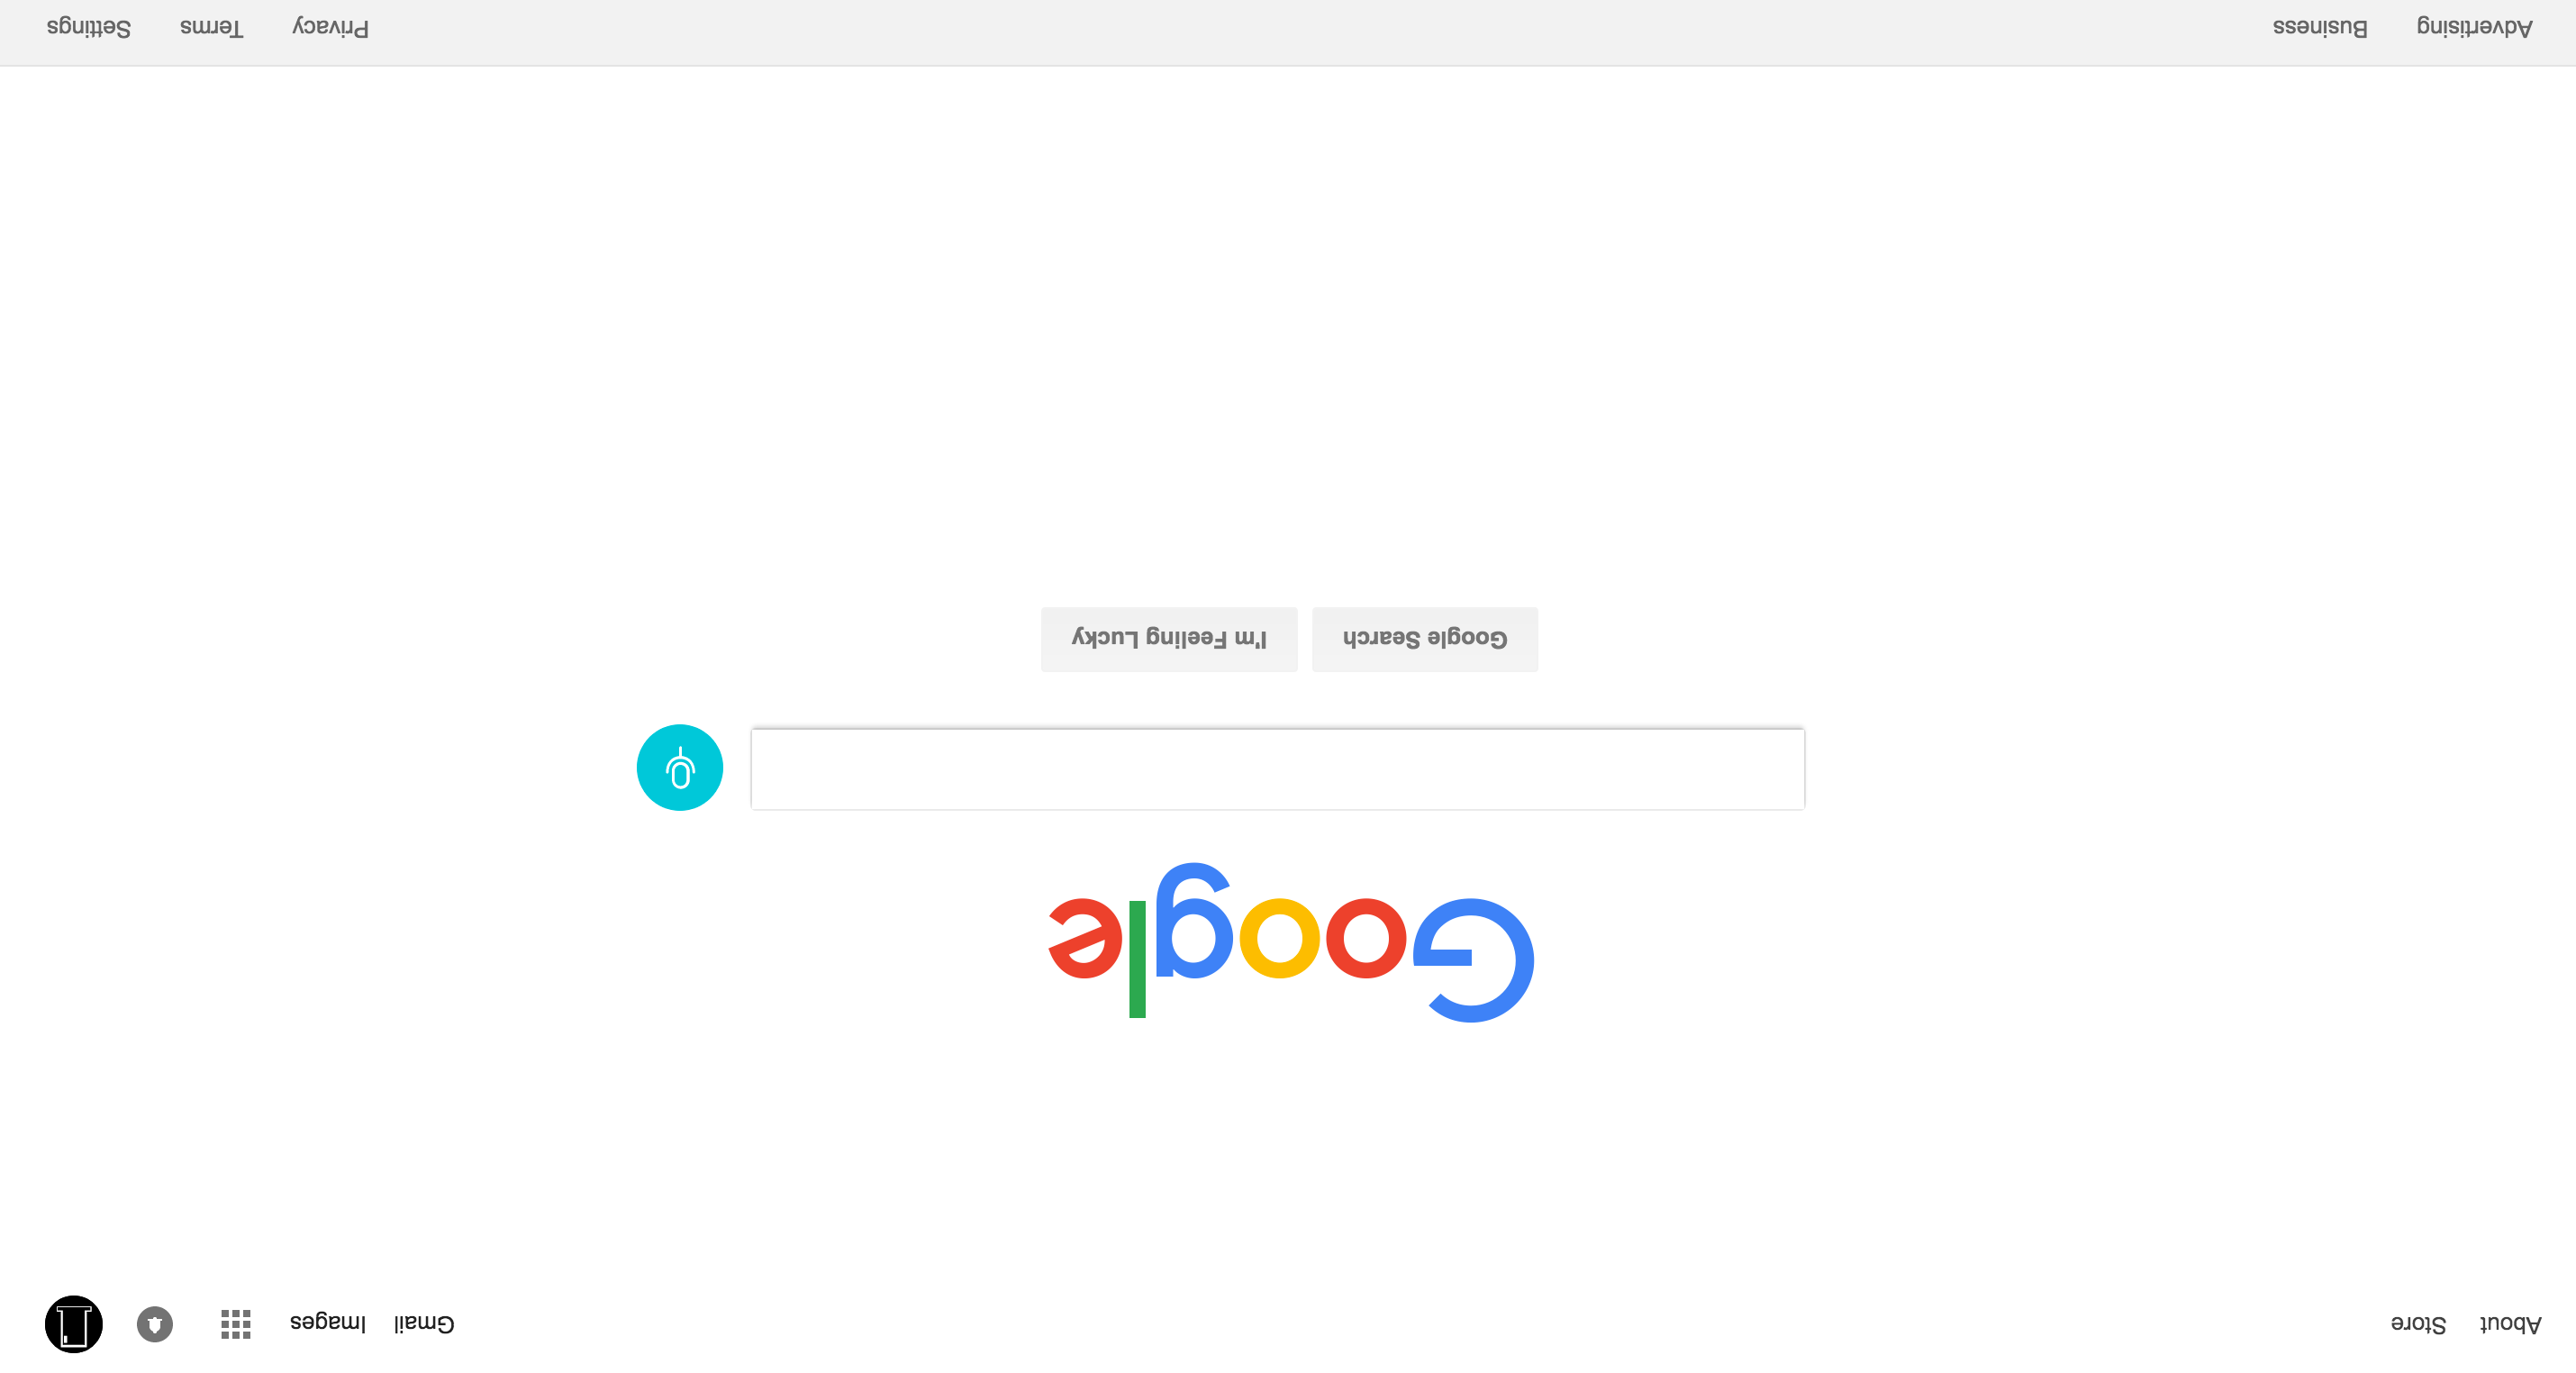 About Store Gmail Images
Google
Google Search I'm Feeling Lucky
Advertising Business Privacy Terms Settings